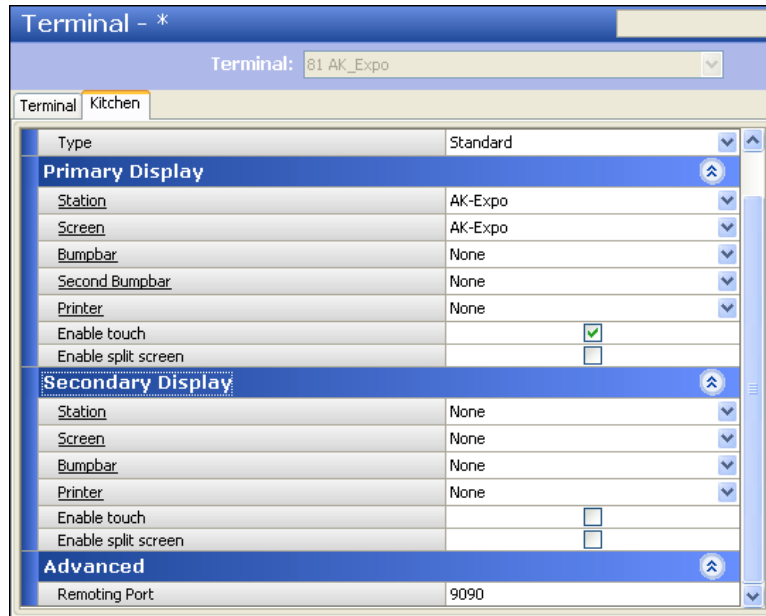 Terminal - *
Terminal: 81 AK_Expo
Terminal Kitchen
Type Standard
Primary Display
Station AK-Expo
Screen AK-Expo
Bumpbar None
Second Bumpbar None
Printer None
Enable touch
Enable split screen
Secondary Display
Station None
Screen None
Bumpbar None
Printer None
Enable touch
Enable split screen
Advanced
Remoting Port 9090